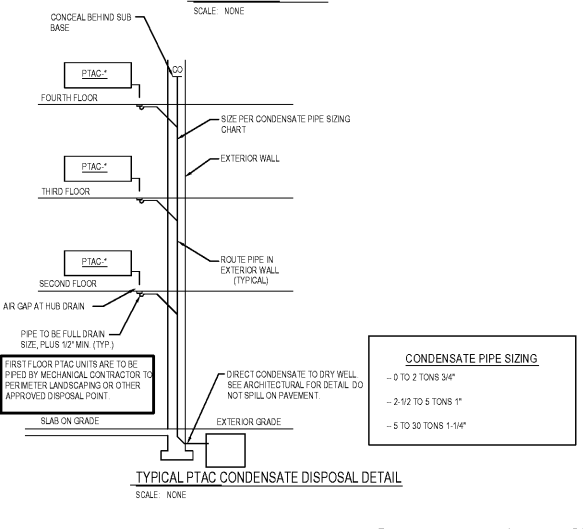 SCALE: NONE
CONCEAL BEHIND SUB
BASE
CO
PTAC-*
FOURTH FLOOR
SIZE PER CONDENSATE PIPE SIZING
CHART
EXTERIOR WALL
PTAC-*
THIRD FLOOR
PTAC-*
ROUTE PIPE IN
EXTERIOR WALL
(TYPICAL)
SECOND FLOOR
AIR GAP AT HUB DRAIN
PIPE TO BE FULL DRAIN
SIZE, PLUS 1/2" MIN. (TYP.)
FIRST FLOOR PTAC UNITS ARE TO BE
PIPED BY MECHANICAL CONTRACTOR TO
PERIMETER LANDSCAPING OR OTHER
APPROVED DISPOSAL POINT.
DIRECT CONDENSATE TO DRY WELL.
SEE ARCHITECTURAL FOR DETAIL DO
NOT SPILL ON PAVEMENT.
CONDENSATE PIPE SIZING
-- 0 TO 2 TONS 3/4"
-- 2-1/2 TO 5 TONS 1"
-- 5 TO 30 TONS 1-1/4"
SLAB ON GRADE
EXTERIOR GRADE
TYPICAL PTAC CONDENSATE DISPOSAL DETAIL
SCALE: NONE